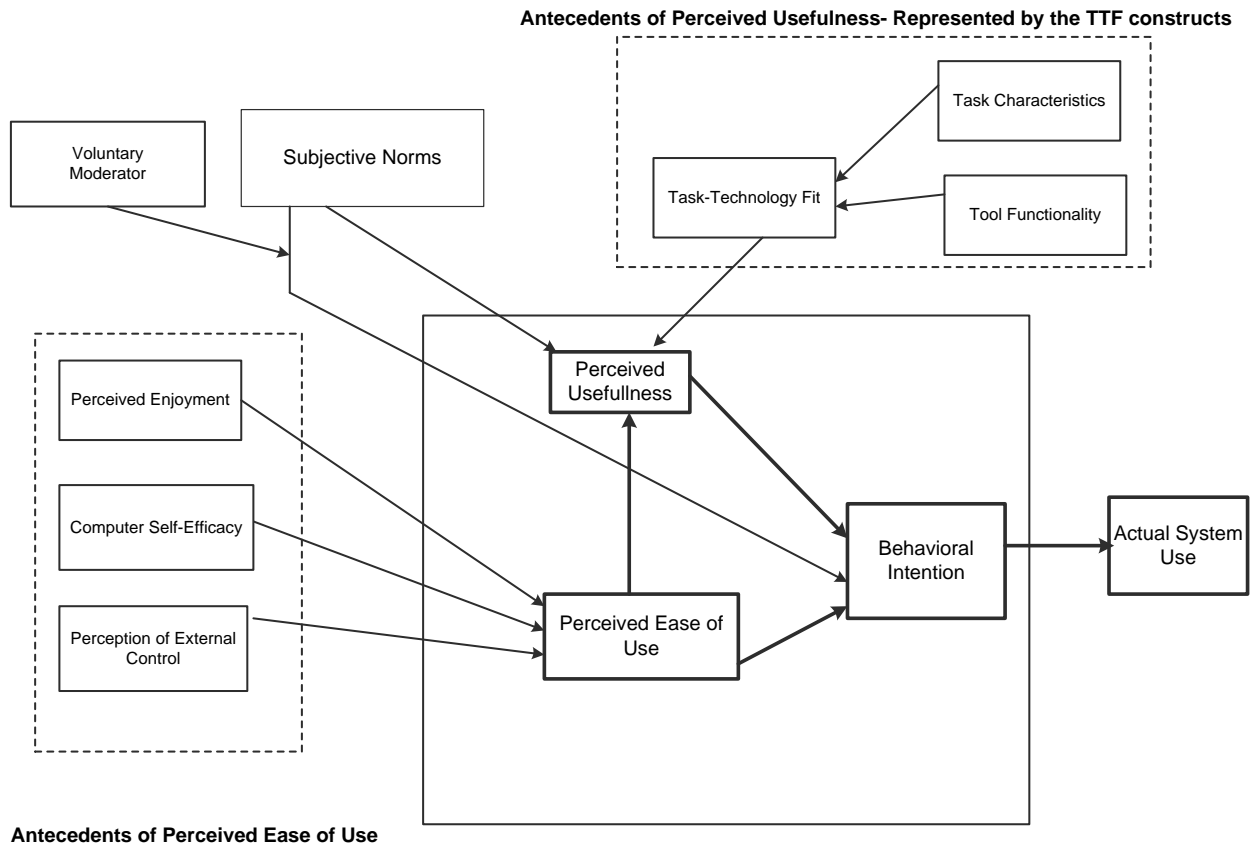 Antecedents of Perceived Usefulness- Represented by the TTF constructs
Task Characteristics
Voluntary
Moderator
Subjective Norms
Task-Technology Fit
Tool Functionality
Perceived
Usefullness
Perceived Enjoyment
Computer Self-Efficacy
Behavioral
Intention
Actual System
Use
Perceived Ease of
Use
Perception of External
Control
Antecedents of Perceived Ease of Use